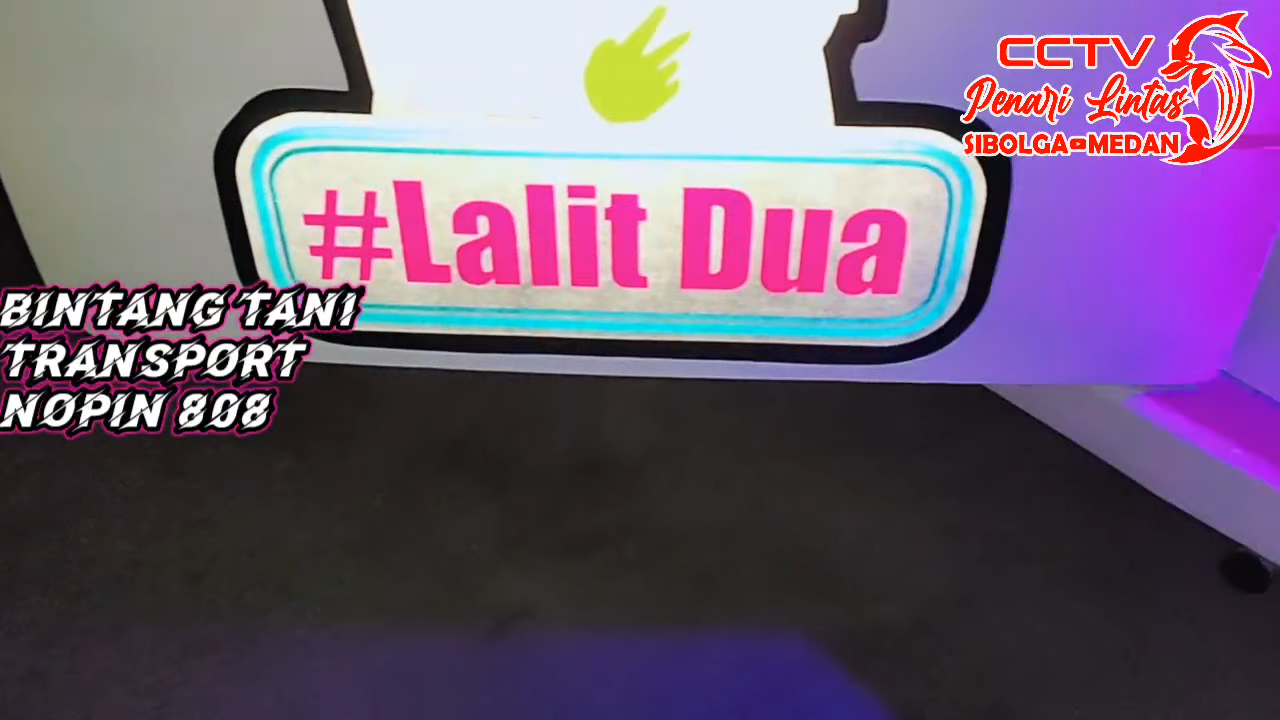 CCTV
Penari Lintas
SIBOLGA MEDAN
#Lalit Dua
BINTANG TANI
TRANSPORT
NOPIN 808